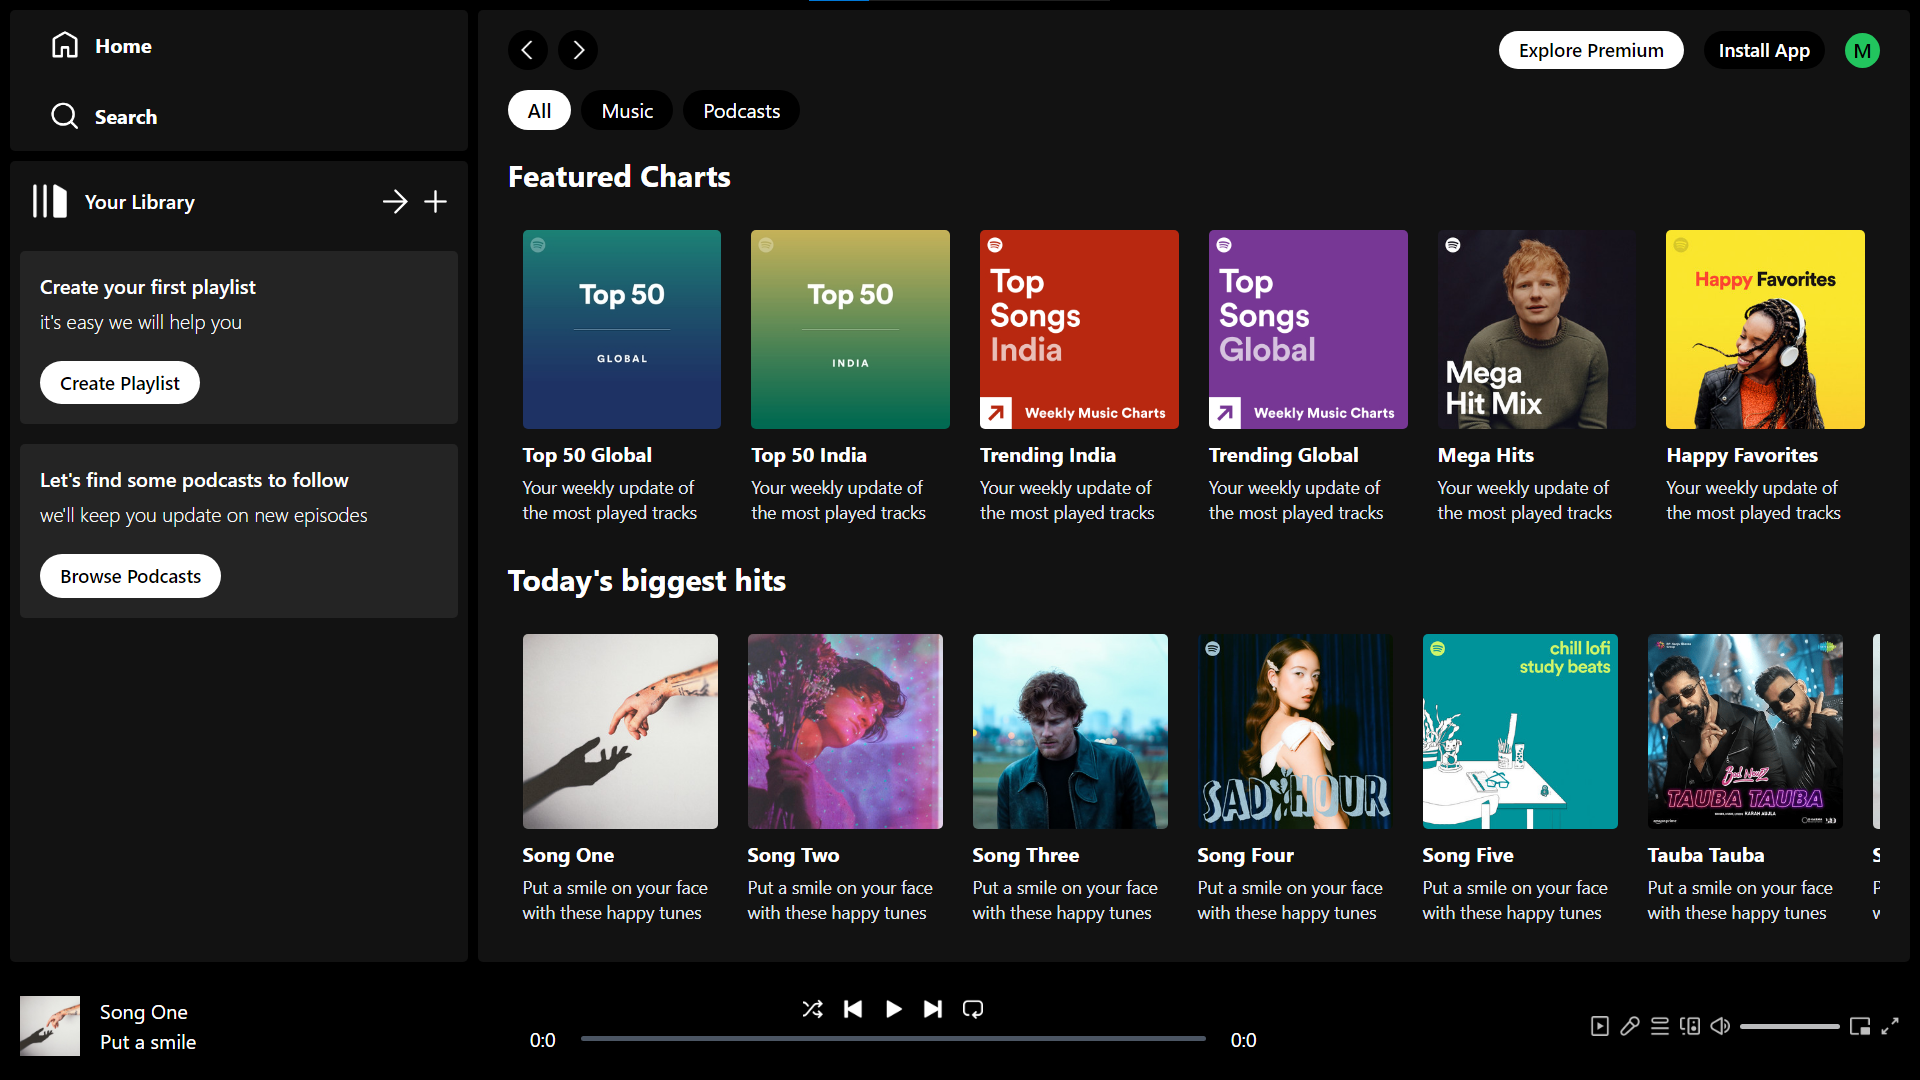 Home
Search
Your Library
Create your first playlist
it's easy we will help you
Create Playlist
Let's find some podcasts to follow
we'll keep you update on new episodes
Browse Podcasts
Explore Premium
Install App
M
All
Music
Podcasts
Featured Charts
Top 50
GLOBAL
Top 50 Global
Your weekly update of
the most played tracks
Top 50
INDIA
Top 50 India
Your weekly update of
the most played tracks
Top
Songs
India
Weekly Music Charts
Trending India
Your weekly update of
the most played tracks
Top
Songs
Global
Weekly Music Charts
Trending Global
Your weekly update of
the most played tracks
Mega
Hit Mix
Mega Hits
Your weekly update of
the most played tracks
Happy Favorites
Happy Favorites
Your weekly update of
the most played tracks
Today's biggest hits
Song One
Put a smile on your face
with these happy tunes
Song Two
Put a smile on your face
with these happy tunes
Song Three
Put a smile on your face
with these happy tunes
SAD HOUR
Song Four
Put a smile on your face
with these happy tunes
chill lofi
study beats
Song Five
Put a smile on your face
with these happy tunes
Bad Newz
TAUBA TAUBA
KARAN AUJLA
Tauba Tauba
Put a smile on your face
with these happy tunes
Song One
Put a smile
0:0
0:0